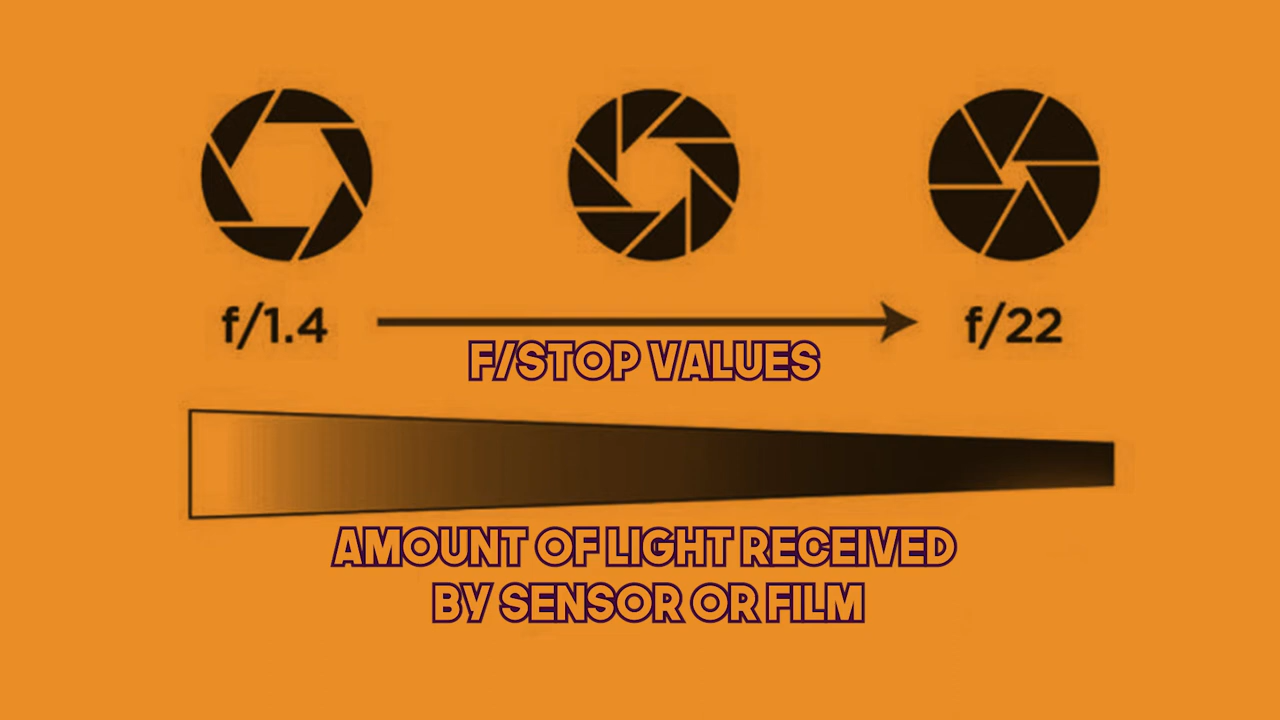 f/1.4
f/22
F/STOP VALUES
AMOUNT OF LIGHT RECEIVED
BY SENSOR OR FILM